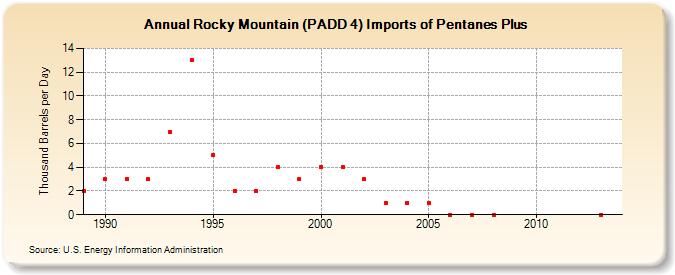 Annual Rocky Mountain (PADD 4) Imports of Pentanes Plus
Thousand Barrels per Day
14
12
10
8
6
4
2
0
1990 1995 2000 2005 2010
Source: U.S. Energy Information Administration